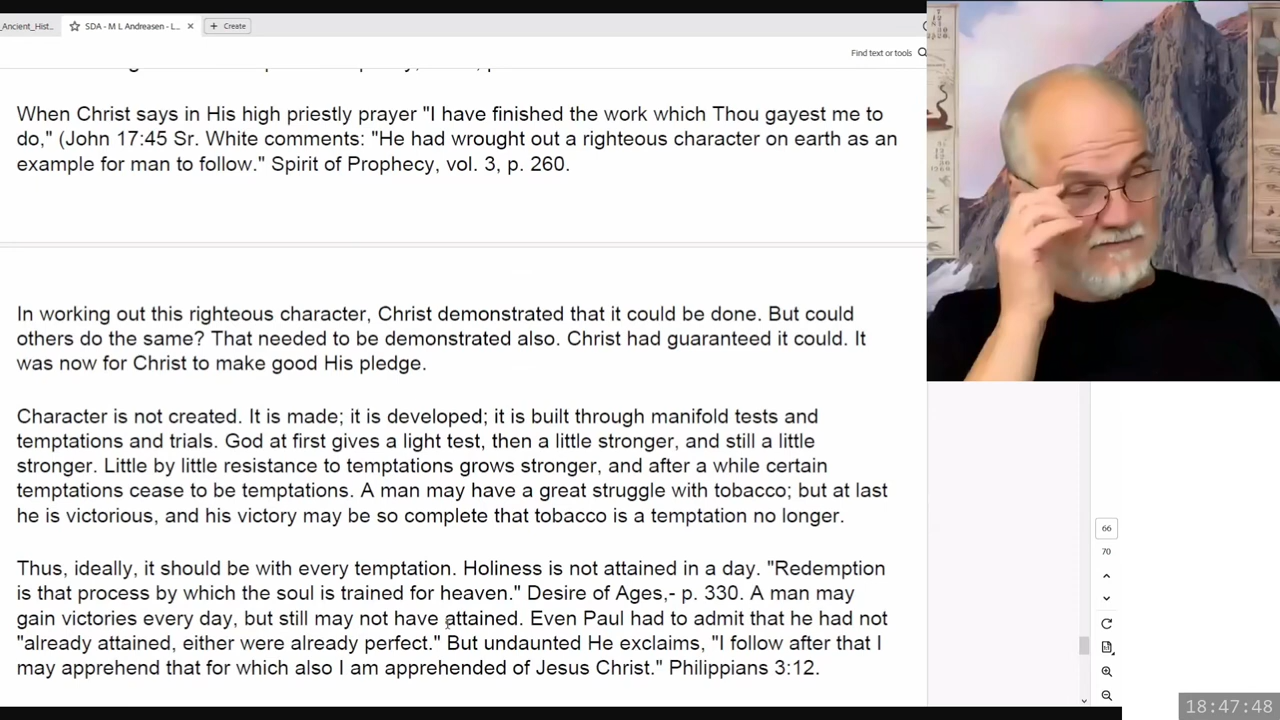 _Ancient_Hist...
SDA - M L Andreasen - L...
Create
Find text or tools
When Christ says in His high priestly prayer "I have finished the work which Thou gayest me to
do," (John 17:45 Sr. White comments: "He had wrought out a righteous character on earth as an
example for man to follow." Spirit of Prophecy, vol. 3, p. 260.
In working out this righteous character, Christ demonstrated that it could be done. But could
others do the same? That needed to be demonstrated also. Christ had guaranteed it could. It
was now for Christ to make good His pledge.
Character is not created. It is made; it is developed; it is built through manifold tests and
temptations and trials. God at first gives a light test, then a little stronger, and still a little
stronger. Little by little resistance to temptations grows stronger, and after a while certain
temptations cease to be temptations. A man may have a great struggle with tobacco; but at last
he is victorious, and his victory may be so complete that tobacco is a temptation no longer.
Thus, ideally, it should be with every temptation. Holiness is not attained in a day. "Redemption
is that process by which the soul is trained for heaven." Desire of Ages,- p. 330. A man may
gain victories every day, but still may not have attained. Even Paul had to admit that he had not
"already attained, either were already perfect." But undaunted He exclaims, "I follow after that I
may apprehend that for which also I am apprehended of Jesus Christ." Philippians 3:12.
66
70
18:47:48